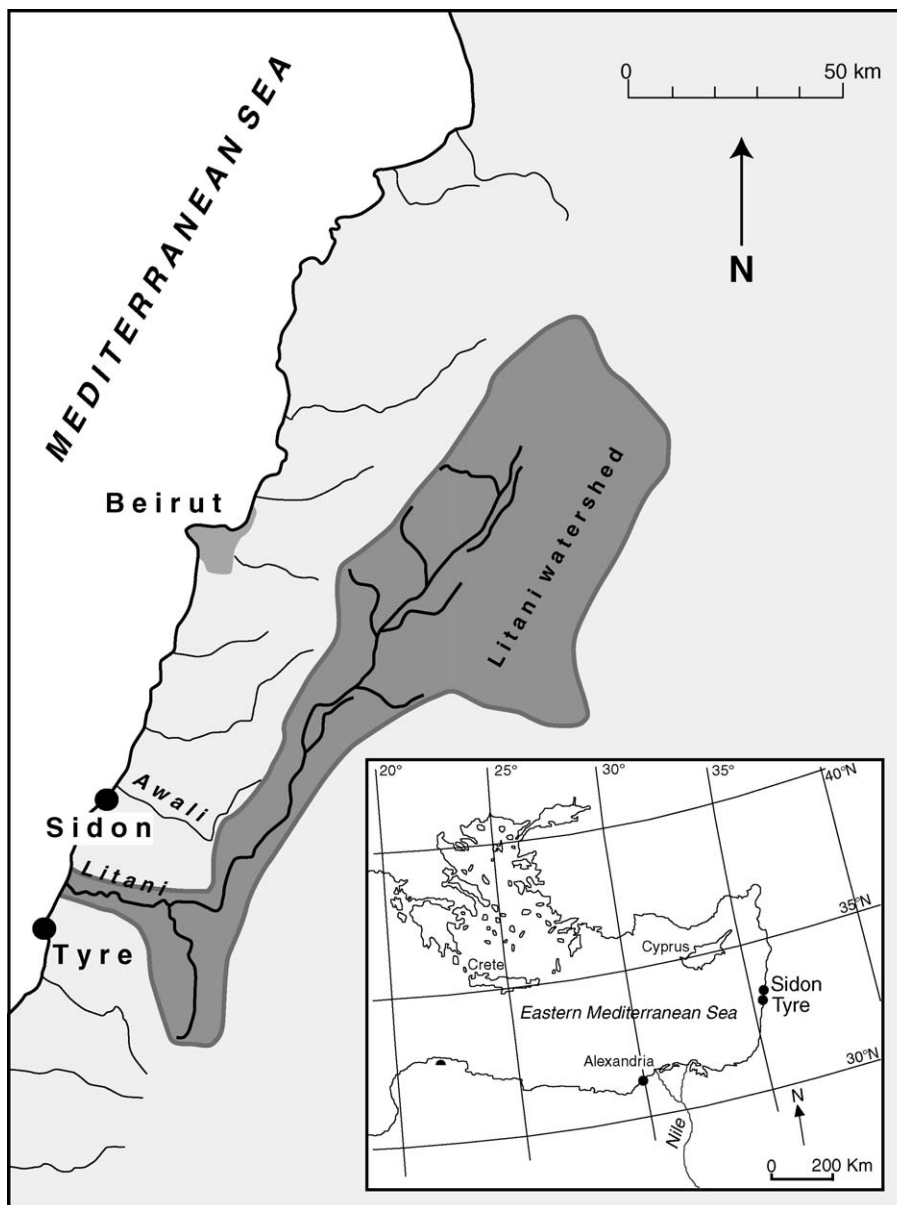 MEDITERRANEAN SEA
0 50 km
N
Beirut
Litani watershed
Awali
Sidon
Litani
Tyre
20° 25° 30° 35° 40°N
35°N
30°N
Crete
Cyprus
Sidon
Tyre
Eastern Mediterranean Sea
Alexandria
Nile
N
0 200 Km